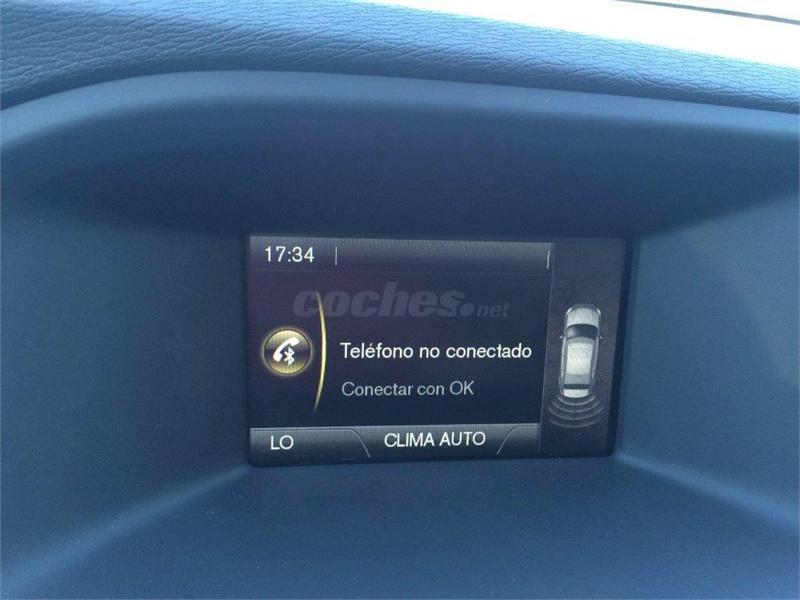 17:34
coches.net
Teléfono no conectado
Conectar con OK
LO
CLIMA AUTO